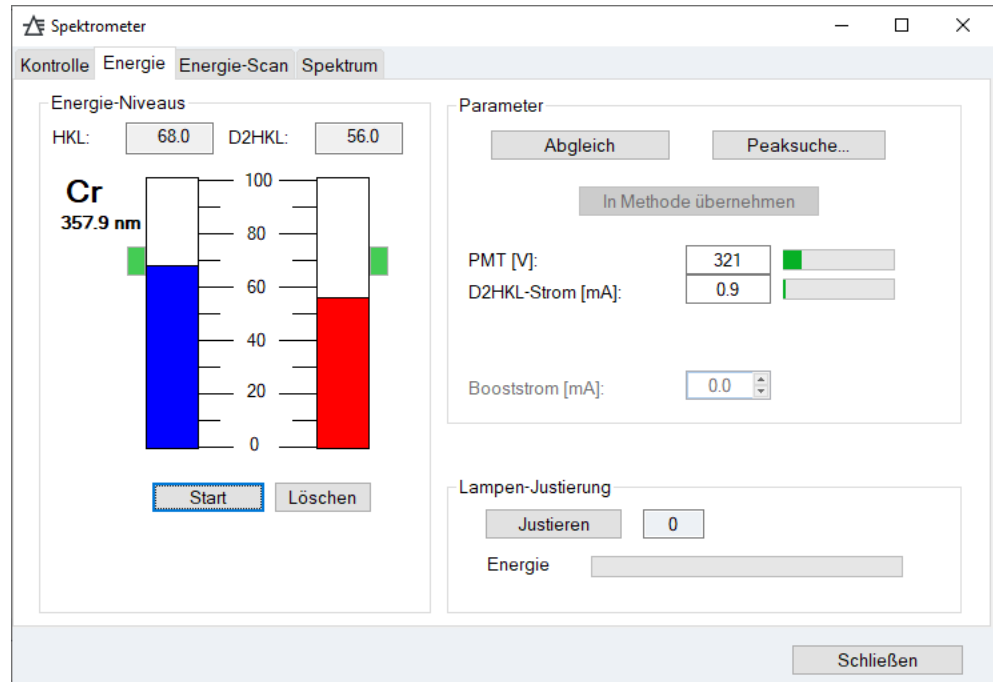 Spektrometer
Kontrolle Energie Energie-Scan Spektrum
Energie-Niveaus
HKL: 68.0 D2HKL: 56.0
Cr
357.9 nm
100
80
60
40
20
0
Start Löschen
Parameter
Abgleich Peaksuche...
In Methode übernehmen
PMT [V]: 321
D2HKL-Strom [mA]: 0.9
Booststrom [mA]: 0.0
Lampen-Justierung
Justieren 0
Energie
Schließen